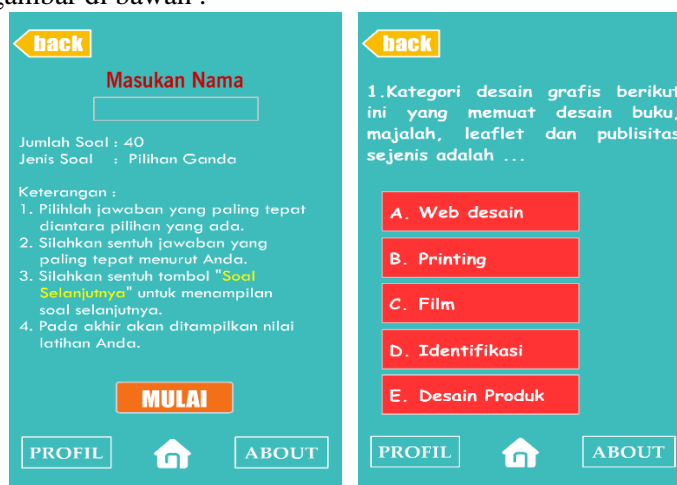 gambar di bawah :
back
Masukan Nama
Jumlah Soal : 40
Jenis Soal : Pilihan Ganda
Keterangan :
1. Pilihlah jawaban yang paling tepat
diantara pilihan yang ada.
2. Silahkan sentuh jawaban yang
paling tepat menurut Anda.
3. Silahkan sentuh tombol "Soal
Selanjutnya" untuk menampilan
soal selanjutnya.
4. Pada akhir akan ditampilkan nilai
latihan Anda.
MULAI
PROFIL
ABOUT
back
1.Kategori desain grafis berikut
ini yang memuat desain buku,
majalah, leaflet dan publisitas
sejenis adalah ...
A. Web desain
B. Printing
C. Film
D. Identifikasi
E. Desain Produk
PROFIL
ABOUT